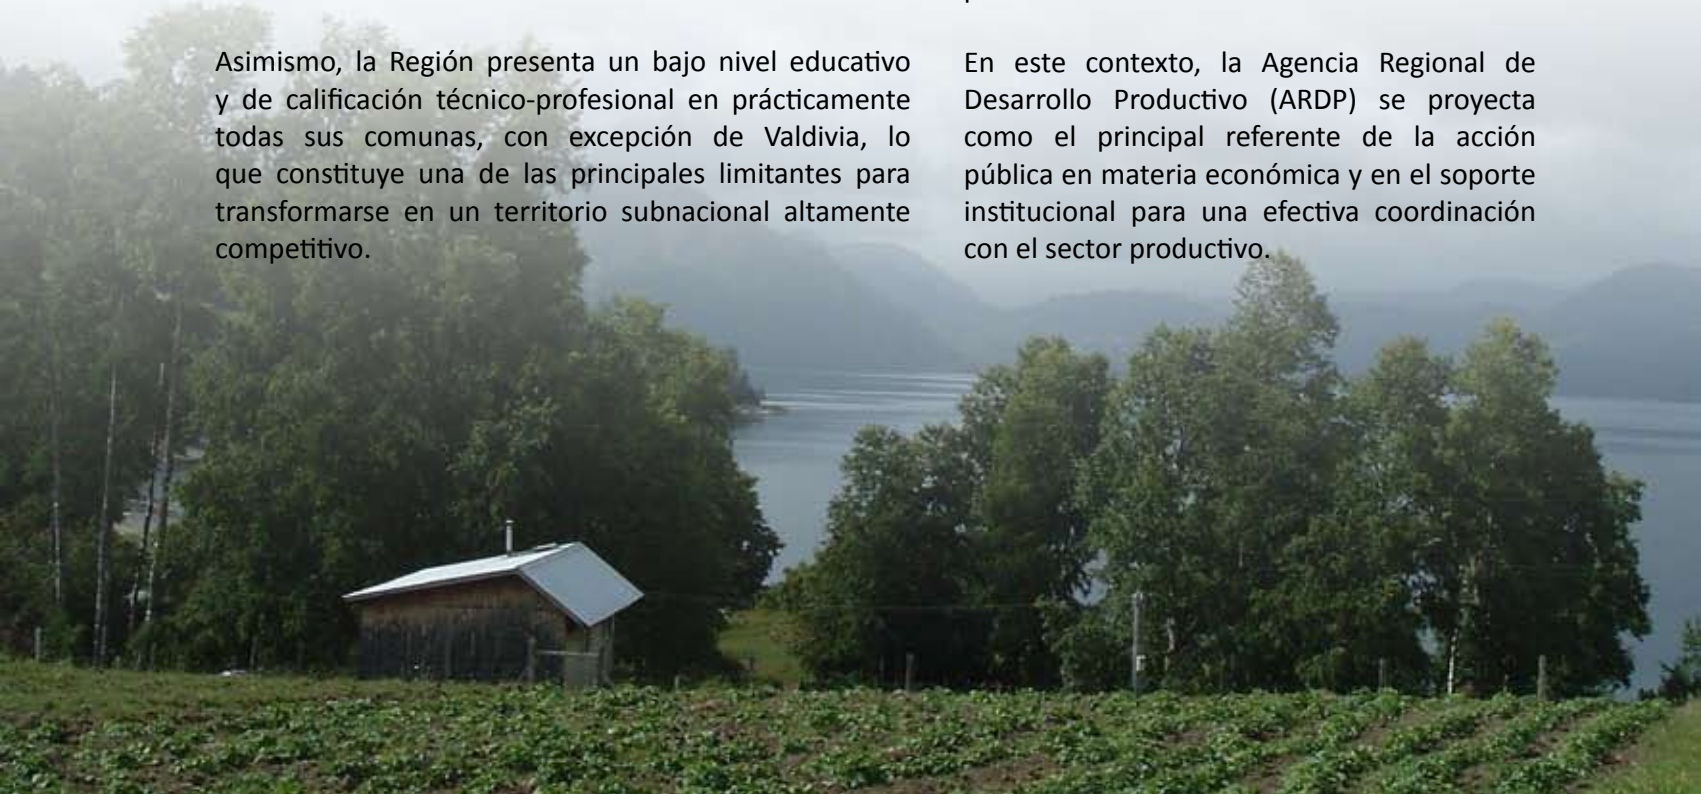 Asimismo, la Región presenta un bajo nivel educativo
y de calificación técnico-profesional en prácticamente
todas sus comunas, con excepción de Valdivia, lo
que constituye una de las principales limitantes para
transformarse en un territorio subnacional altamente
competitivo.
En este contexto, la Agencia Regional de
Desarrollo Productivo (ARDP) se proyecta
como el principal referente de la acción
pública en materia económica y en el soporte
institucional para una efectiva coordinación
con el sector productivo.